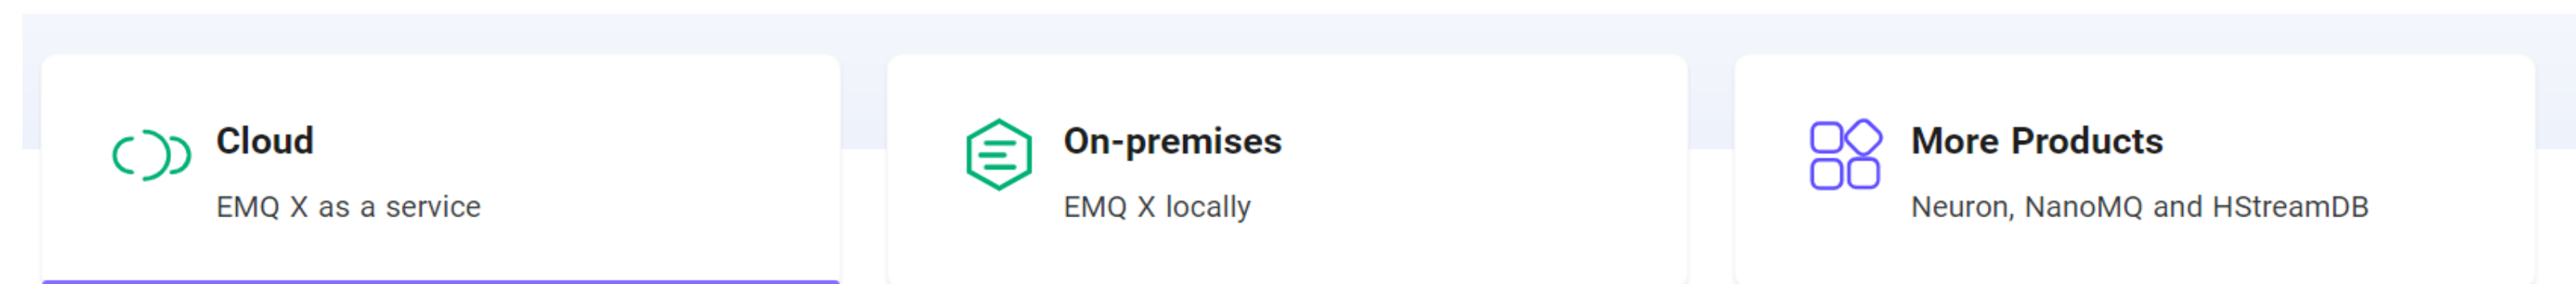 Cloud
EMQ X as a service
On-premises
EMQ X locally
More Products
Neuron, NanoMQ and HStreamDB